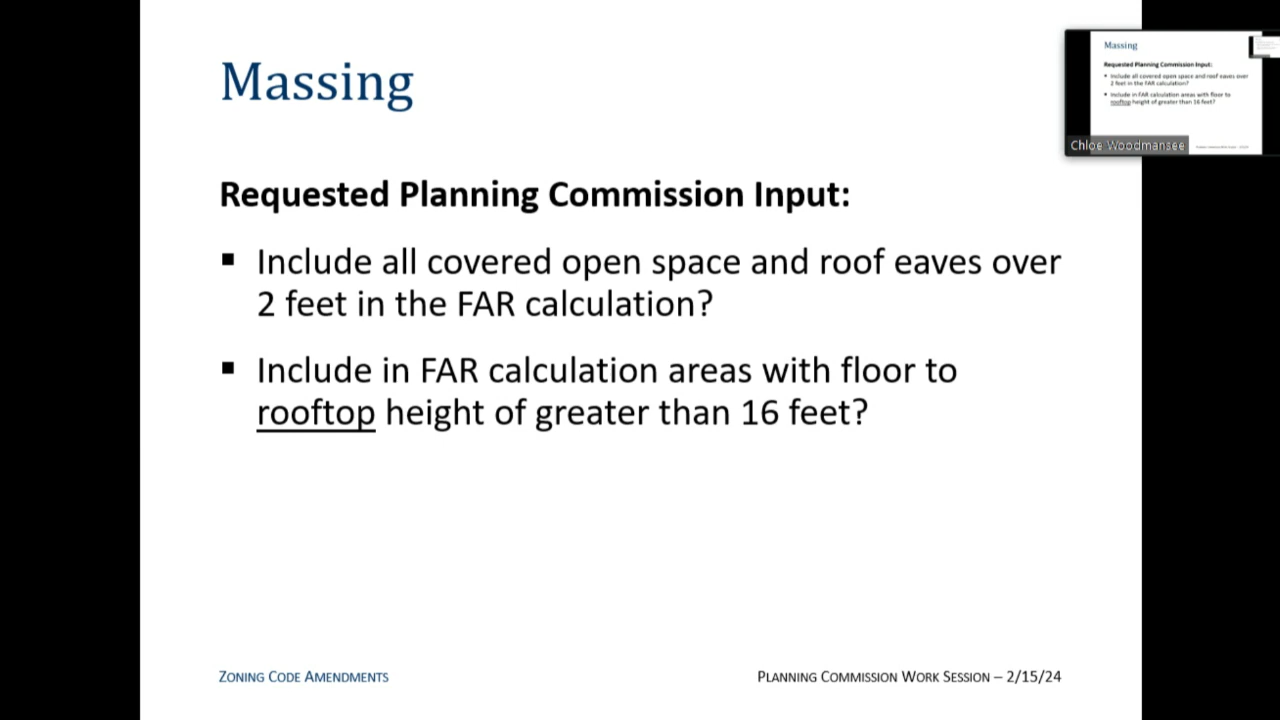 Massing
Requested Planning Commission Input:
▪ Include all covered open space and roof eaves over
2 feet in the FAR calculation?
▪ Include in FAR calculation areas with floor to
rooftop height of greater than 16 feet?
ZONING CODE AMENDMENTS
PLANNING COMMISSION WORK SESSION – 2/15/24
Massing
Requested Planning Commission Input:
▪ Include all covered open space and roof eaves over
2 feet in the FAR calculation?
▪ Include in FAR calculation areas with floor to
rooftop height of greater than 16 feet?
Chloe Woodmansee